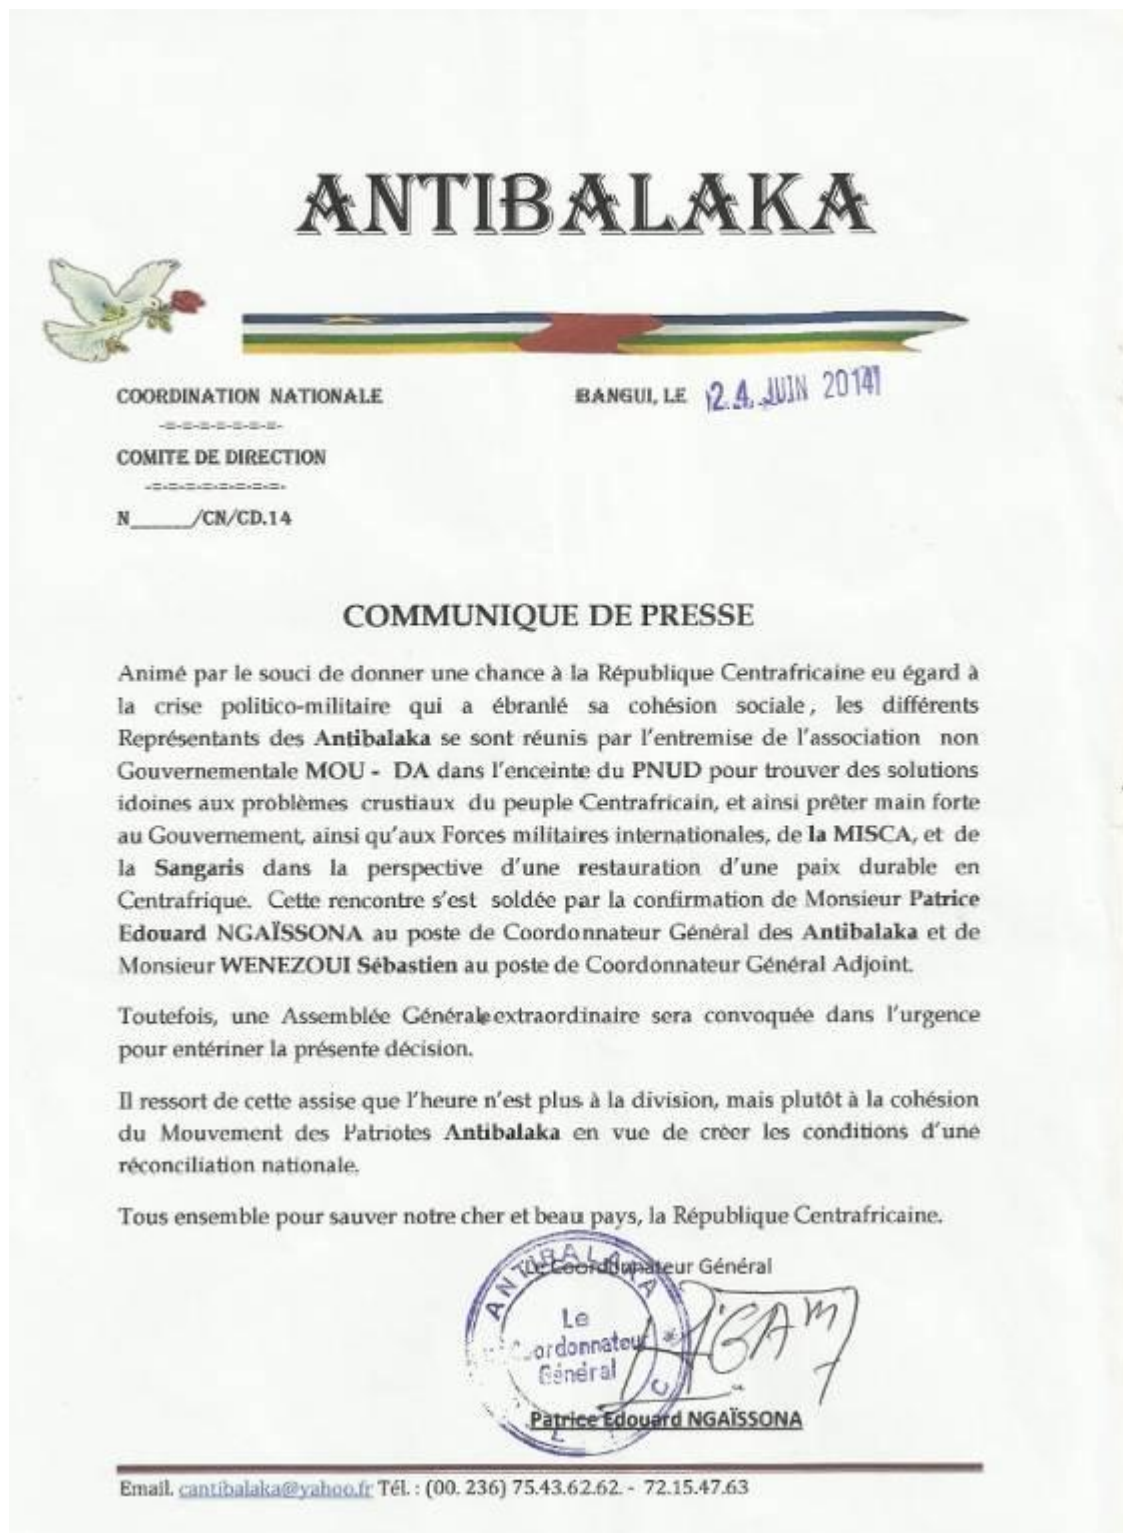 ANTIBALAKA
COORDINATION NATIONALE
BANGUI, LE 24 JUIN 2014
-=-=-=-=-=-=-=-
COMITE DE DIRECTION
-=-=-=-=-=-=-=-=-=-
N______/CN/CD.14
COMMUNIQUE DE PRESSE
Animé par le souci de donner une chance à la République Centrafricaine eu égard à
la crise politico-militaire qui a ébranlé sa cohésion sociale, les différents
Représentants des Antibalaka se sont réunis par l'entremise de l'association non
Gouvernementale MOU - DA dans l'enceinte du PNUD pour trouver des solutions
idoines aux problèmes crustiaux du peuple Centrafricain, et ainsi prêter main forte
au Gouvernement, ainsi qu'aux Forces militaires internationales, de la MISCA, et de
la Sangaris dans la perspective d'une restauration d'une paix durable en
Centrafrique. Cette rencontre s'est soldée par la confirmation de Monsieur Patrice
Edouard NGAÏSSONA au poste de Coordonnateur Général des Antibalaka et de
Monsieur WENEZOUI Sébastien au poste de Coordonnateur Général Adjoint.
Toutefois, une Assemblée Générale extraordinaire sera convoquée dans l'urgence
pour entériner la présente décision.
Il ressort de cette assise que l'heure n'est plus à la division, mais plutôt à la cohésion
du Mouvement des Patriotes Antibalaka en vue de créer les conditions d'une
réconciliation nationale.
Tous ensemble pour sauver notre cher et beau pays, la République Centrafricaine.
Le Coordonnateur Général
ANTIBALAKA
Le
Coordonnateur
Général
Patrice Edouard NGAÏSSONA
Email. cantibalaka@yahoo.fr Tél. : (00. 236) 75.43.62.62. - 72.15.47.63